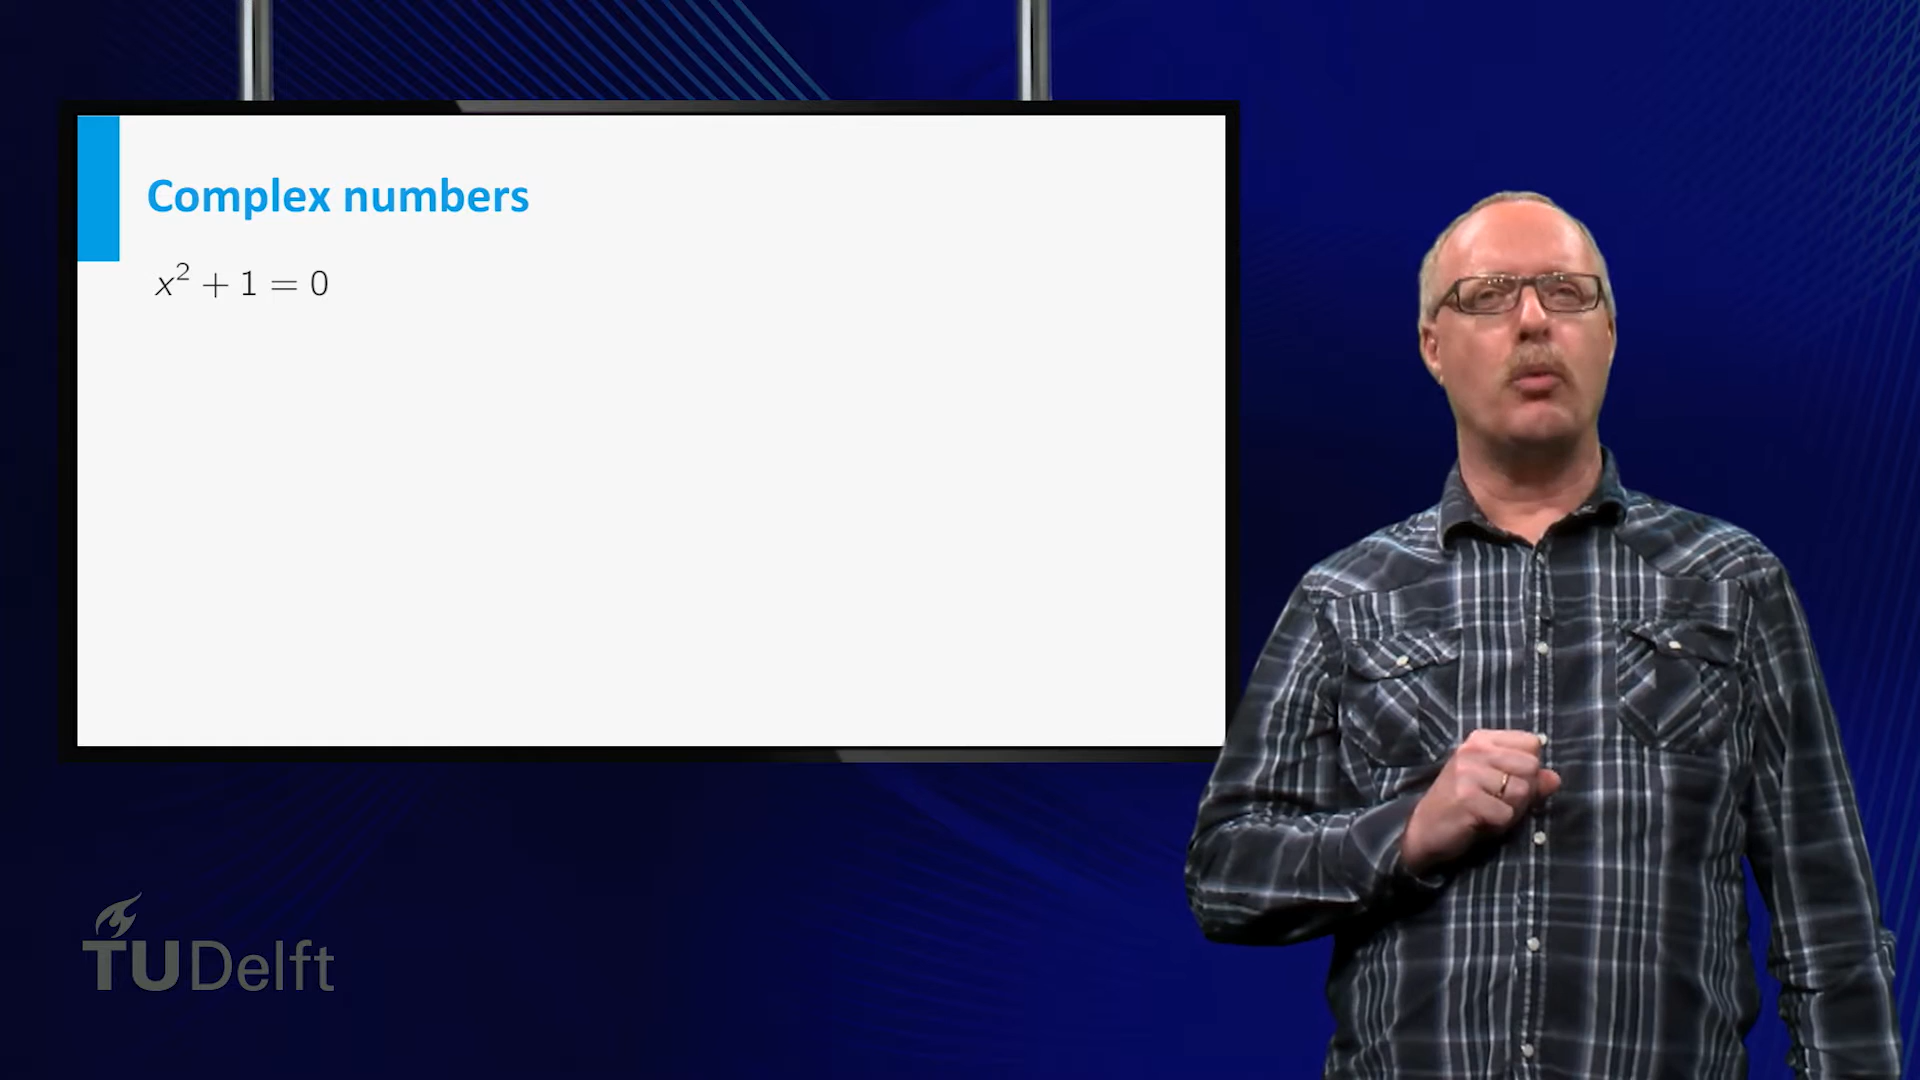 Complex numbers
x² + 1 = 0
TU Delft